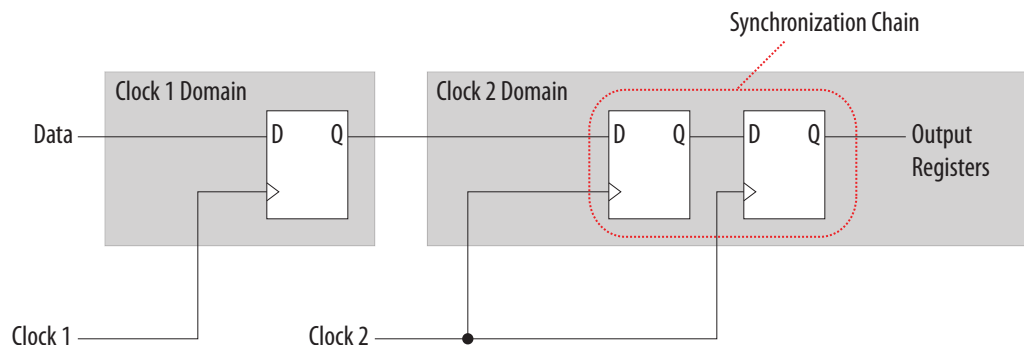 Synchronization Chain
Clock 1 Domain
Clock 2 Domain
Data
D Q
D Q
D Q
Output
Registers
Clock 1
Clock 2